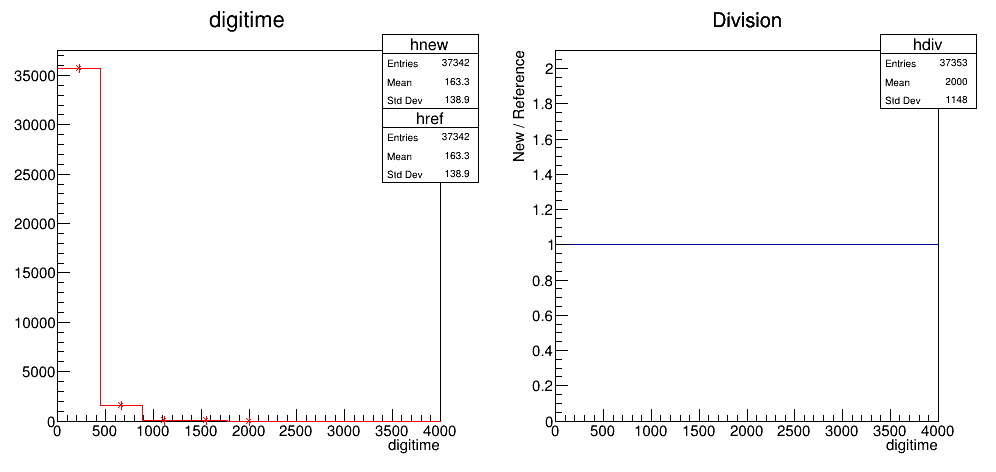 digitime
hnew
Entries 37342
Mean 163.3
Std Dev 138.9
href
Entries 37342
Mean 163.3
Std Dev 138.9
35000
30000
25000
20000
15000
10000
5000
0
0 500 1000 1500 2000 2500 3000 3500 4000
digitime
Division
hdiv
Entries 37353
Mean 2000
Std Dev 1148
New / Reference
2
1.8
1.6
1.4
1.2
1
0.8
0.6
0.4
0.2
0
0 500 1000 1500 2000 2500 3000 3500 4000
digitime